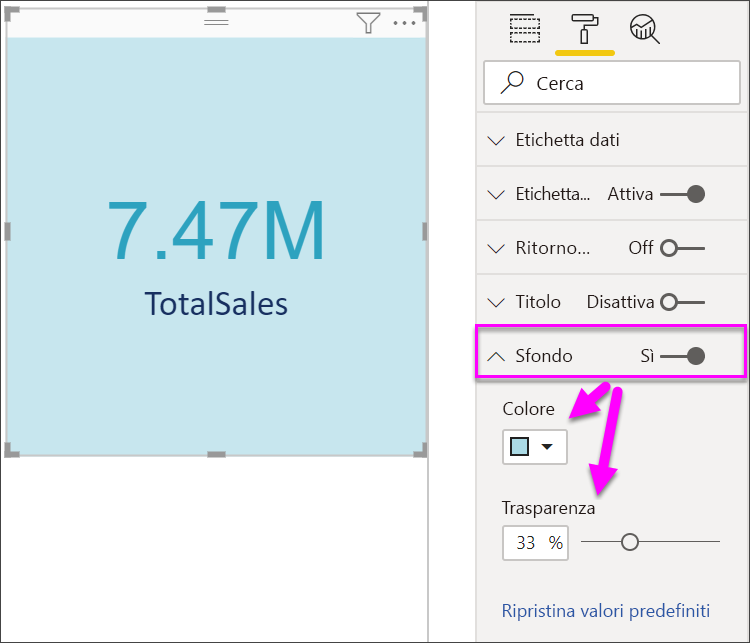 7.47M
TotalSales
Cerca
Etichetta dati
Etichetta... Attiva
Ritorno... Off
Titolo Disattiva
Sfondo Sì
Colore
Trasparenza
33 %
Ripristina valori predefiniti